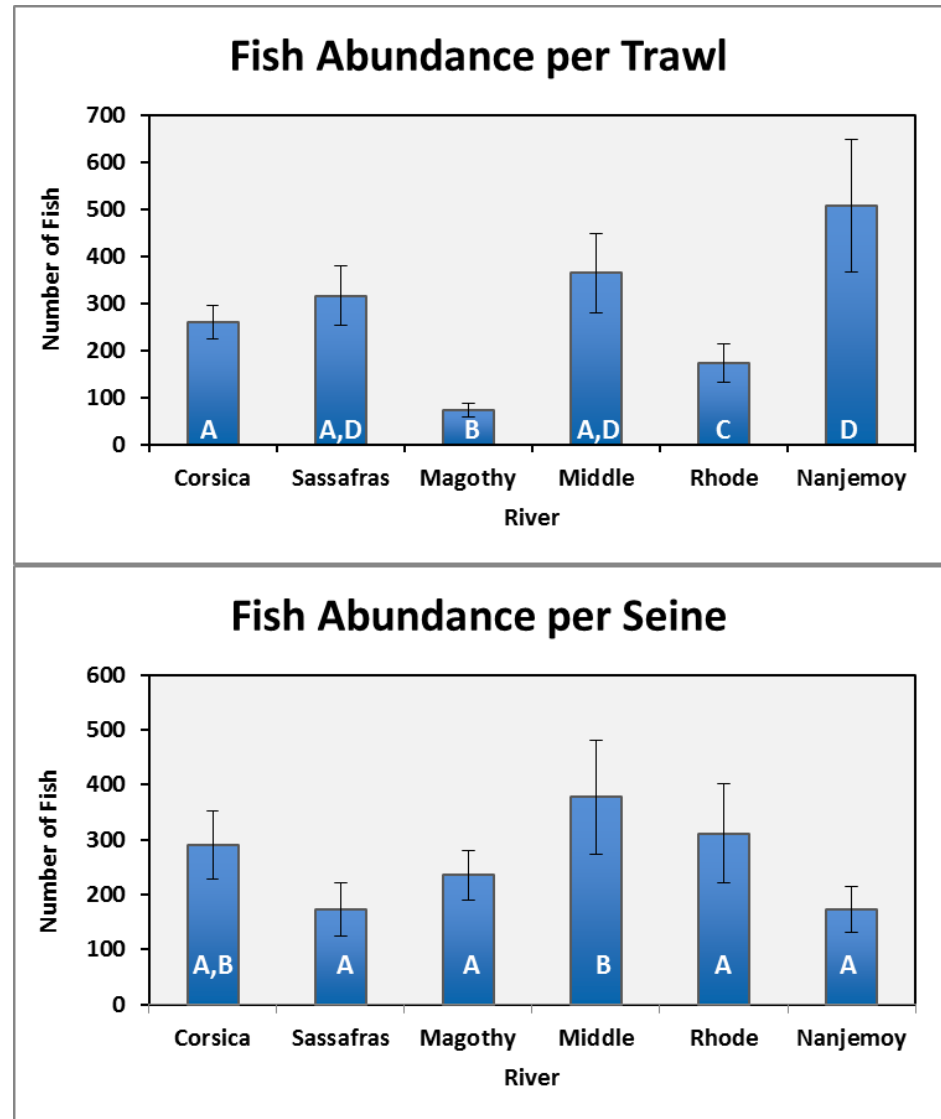 Fish Abundance per Trawl
700
600
500
400
300
200
100
0
Number of Fish
A
A,D
B
A,D
C
D
Corsica Sassafras Magothy Middle Rhode Nanjemoy
River
Fish Abundance per Seine
600
500
400
300
200
100
0
Number of Fish
A,B
A
A
B
A
A
Corsica Sassafras Magothy Middle Rhode Nanjemoy
River